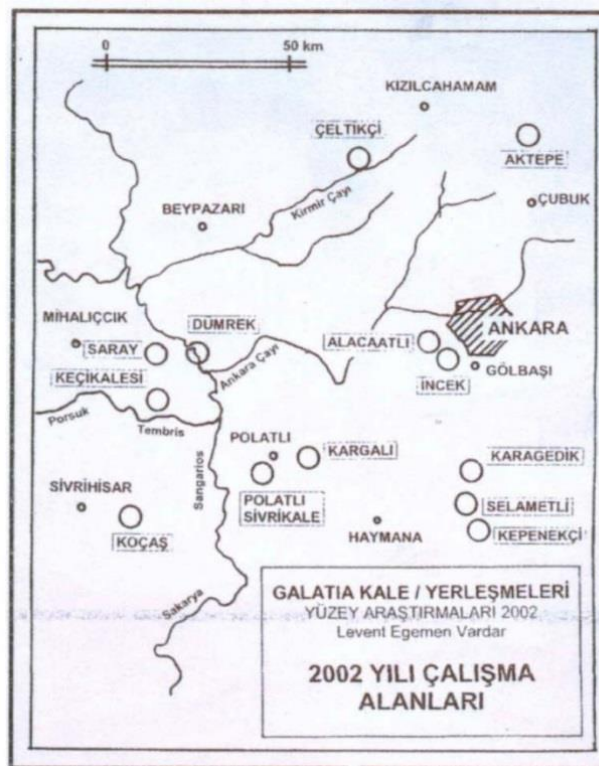 0 50 km
KIZILCAHAMAM
ÇELTİKÇİ
AKTEPE
Kirmir Çayı
ÇUBUK
BEYPAZARI
MİHALIÇCIK
DÜMREK
ANKARA
ALACAATLI
SARAY
Ankara Çayı
GÖLBAŞI
İNCEK
KEÇİKALESİ
Porsuk
Tembris
Sangarios
POLATLI
KARGALI
KARAGEDİK
SİVRİHİSAR
POLATLI
SİVRİKALE
SELAMETLİ
KOÇAŞ
HAYMANA
KEPENEKÇİ
Sakarya
GALATIA KALE / YERLEŞMELERİ
YÜZEY ARAŞTIRMALARI 2002
Levent Egemen Vardar
2002 YILI ÇALIŞMA
ALANLARI